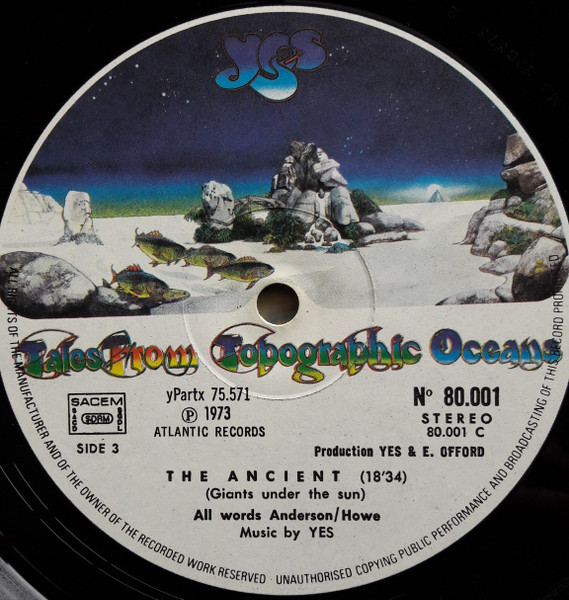 yes
Tales From Topographic Oceans
yPartx 75.571
℗ 1973
ATLANTIC RECORDS
Nº 80.001
STEREO
80.001 C
SACEM
SACD SDRM SGDL
SIDE 3
Production YES & E. OFFORD
THE ANCIENT (18'34)
(Giants under the sun)
All words Anderson/Howe
Music by YES
ALL RIGHTS OF THE MANUFACTURER AND OF THE OWNER OF THE RECORDED WORK RESERVED · UNAUTHORISED COPYING PUBLIC PERFORMANCE AND BROADCASTING OF THIS RECORD PROHIBITED